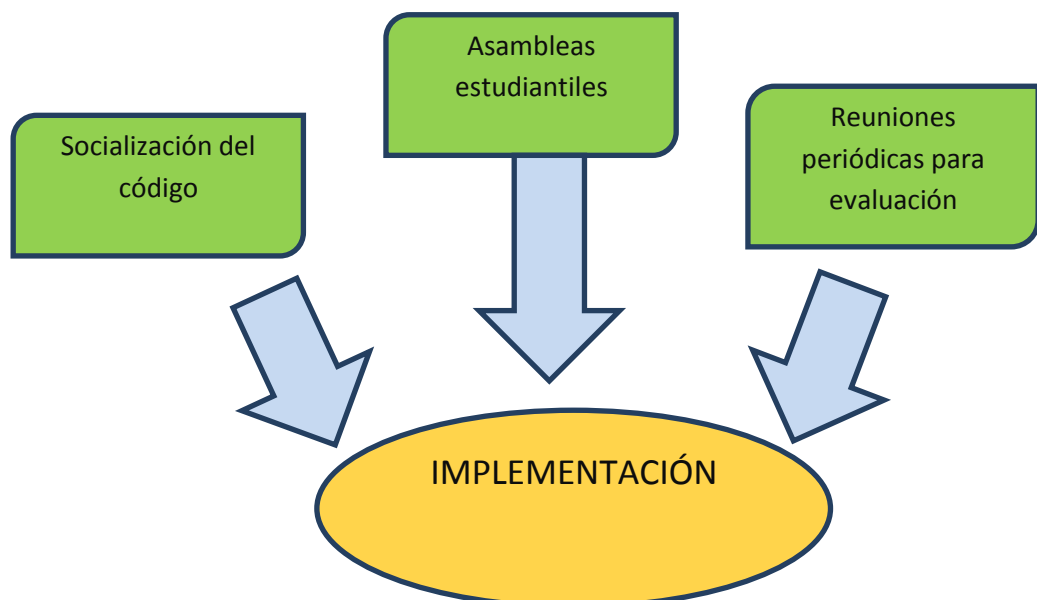 Socialización del
código
Asambleas
estudiantiles
Reuniones
periódicas para
evaluación
IMPLEMENTACIÓN